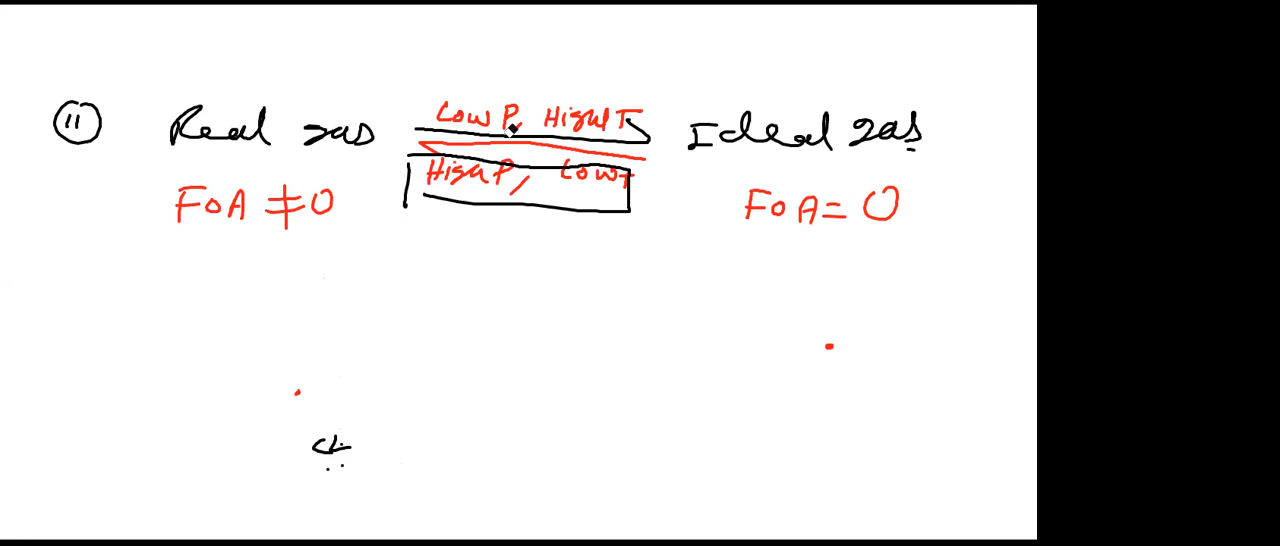 (11) Real gas Low P, High T Ideal gas
High P, Low T
FOA ≠ 0 FOA = 0